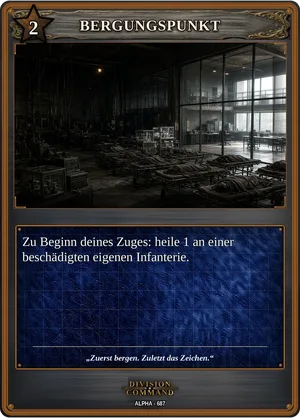 2
BERGUNGSPUNKT
Zu Beginn deines Zuges: heile 1 an einer
beschädigten eigenen Infanterie.
„Zuerst bergen. Zuletzt das Zeichen.“
DIVISION
COMMAND
ALPHA - 687